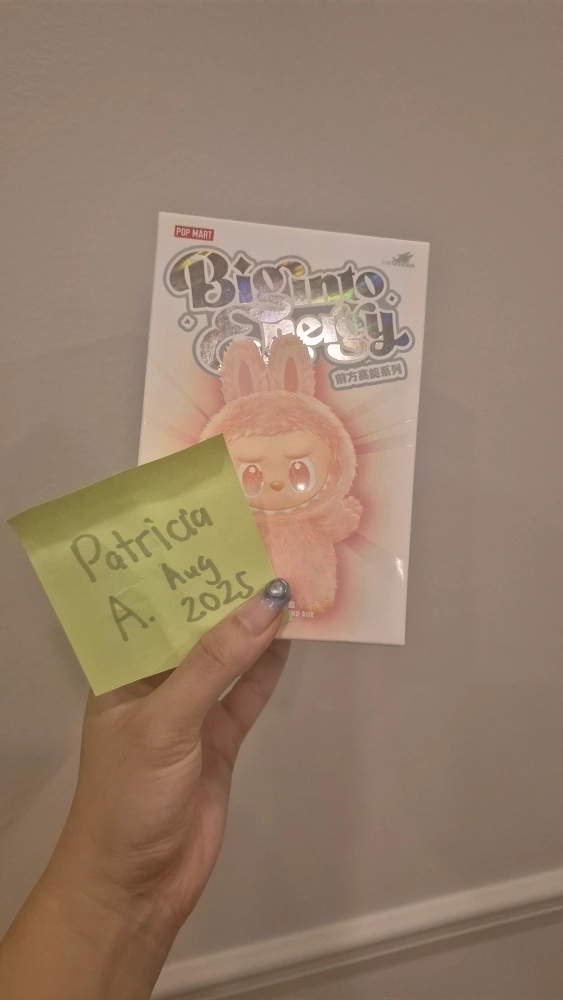 POP MART
Big into
Energy
前方高能系列
Patricia
A. Aug
2025